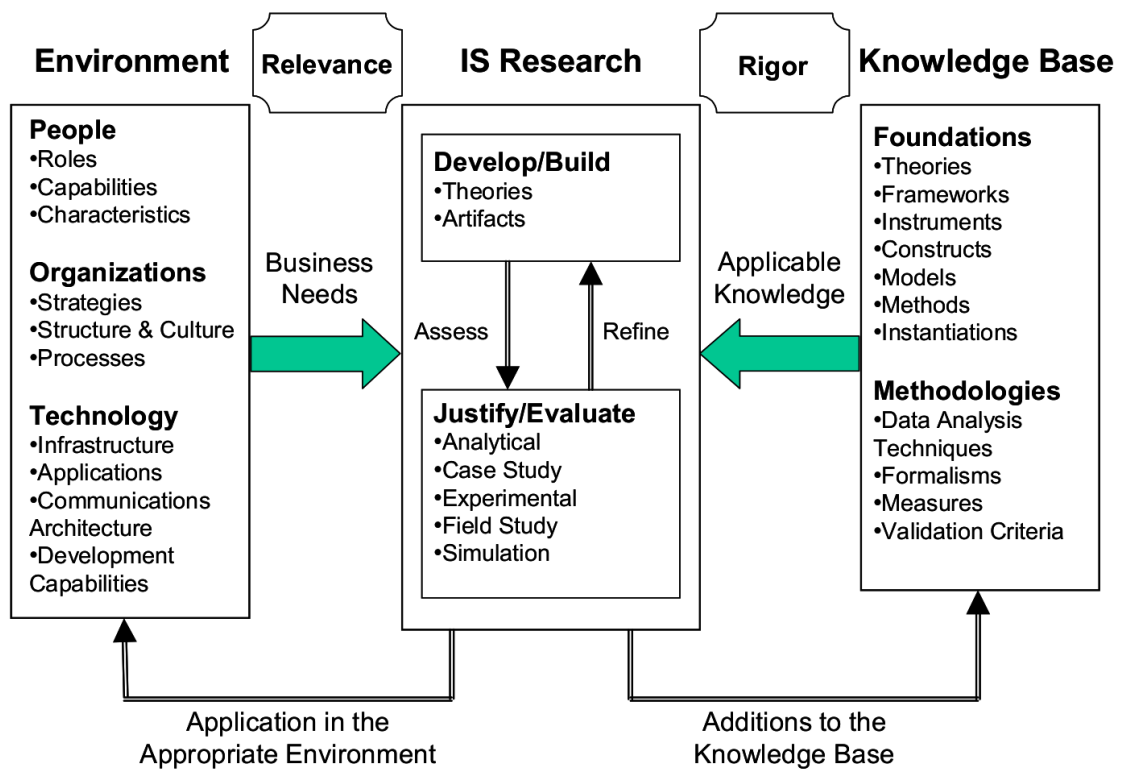 Environment
Relevance
IS Research
Rigor
Knowledge Base
People
•Roles
•Capabilities
•Characteristics
Organizations
•Strategies
•Structure & Culture
•Processes
Technology
•Infrastructure
•Applications
•Communications
Architecture
•Development
Capabilities
Business
Needs
Develop/Build
•Theories
•Artifacts
Assess
Refine
Justify/Evaluate
•Analytical
•Case Study
•Experimental
•Field Study
•Simulation
Applicable
Knowledge
Foundations
•Theories
•Frameworks
•Instruments
•Constructs
•Models
•Methods
•Instantiations
Methodologies
•Data Analysis
Techniques
•Formalisms
•Measures
•Validation Criteria
Application in the
Appropriate Environment
Additions to the
Knowledge Base